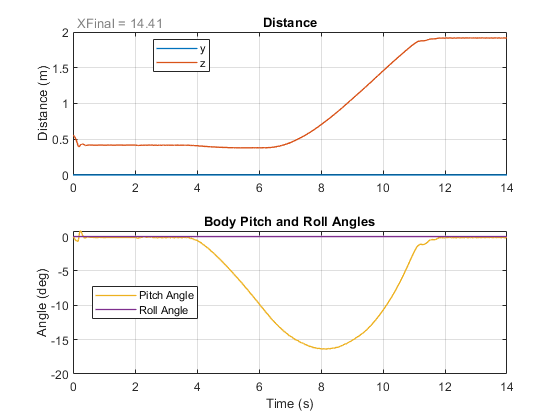 XFinal = 14.41
Distance
2
1.5
1
0.5
0
Distance (m)
y
z
0 2 4 6 8 10 12 14
Body Pitch and Roll Angles
0
-5
-10
-15
-20
Angle (deg)
Pitch Angle
Roll Angle
0 2 4 6 8 10 12 14
Time (s)